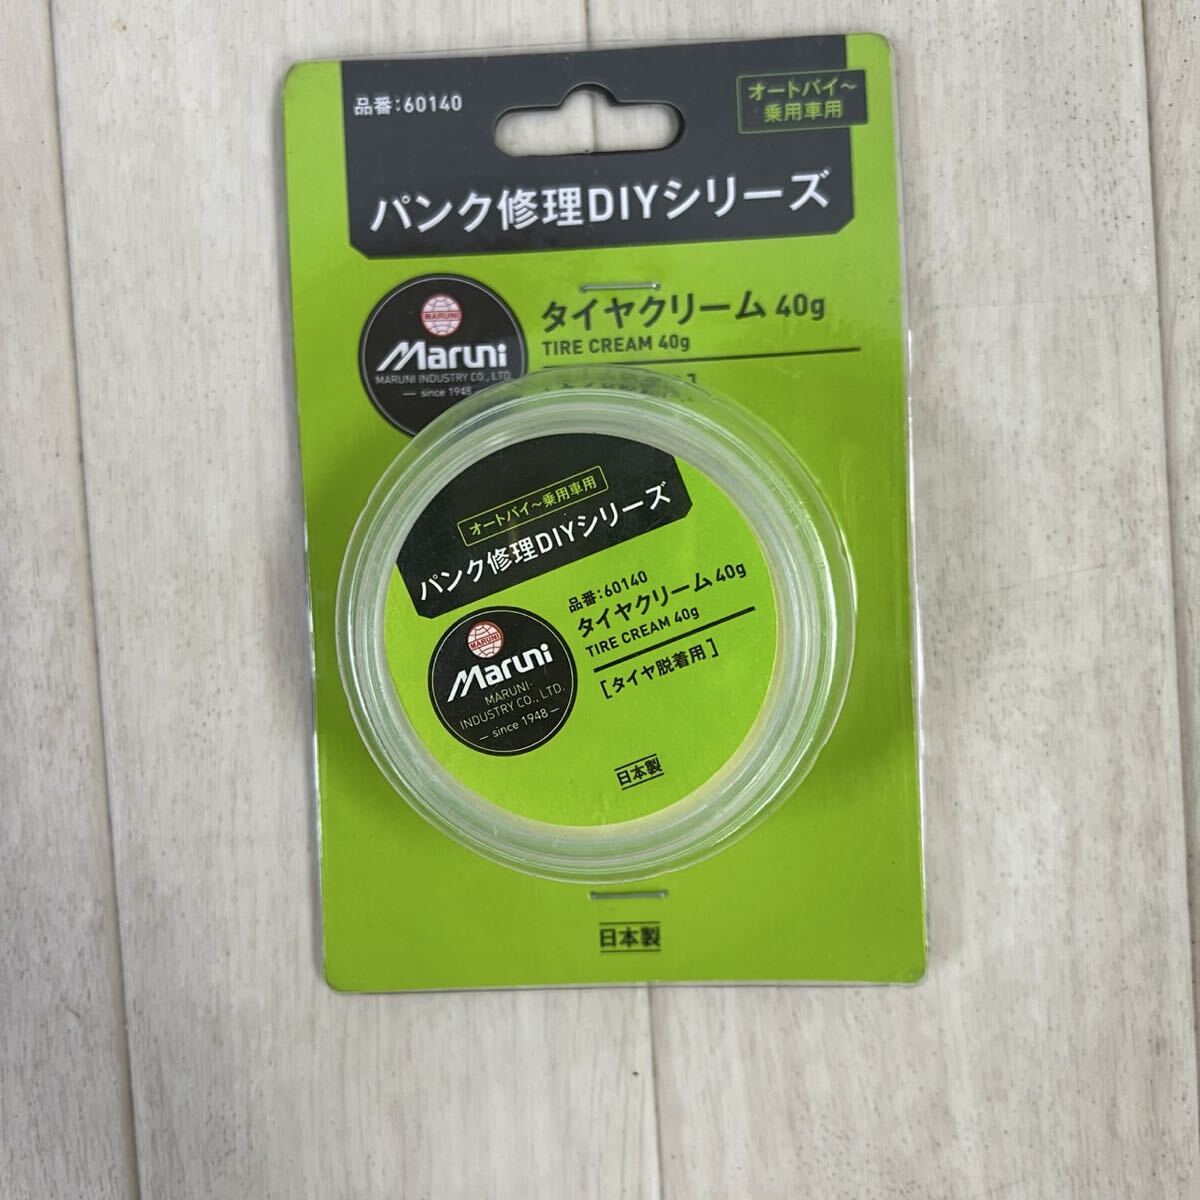 品番:60140
オートバイ～
乗用車用
パンク修理DIYシリーズ
MARUNI
Maruni
MARUNI INDUSTRY CO., LTD.
since 1948
タイヤクリーム 40g
TIRE CREAM 40g
オートバイ～乗用車用
パンク修理DIYシリーズ
品番:60140
タイヤクリーム 40g
TIRE CREAM 40g
[タイヤ脱着用]
MARUNI
Maruni
MARUNI
INDUSTRY CO., LTD.
since 1948
日本製
日本製